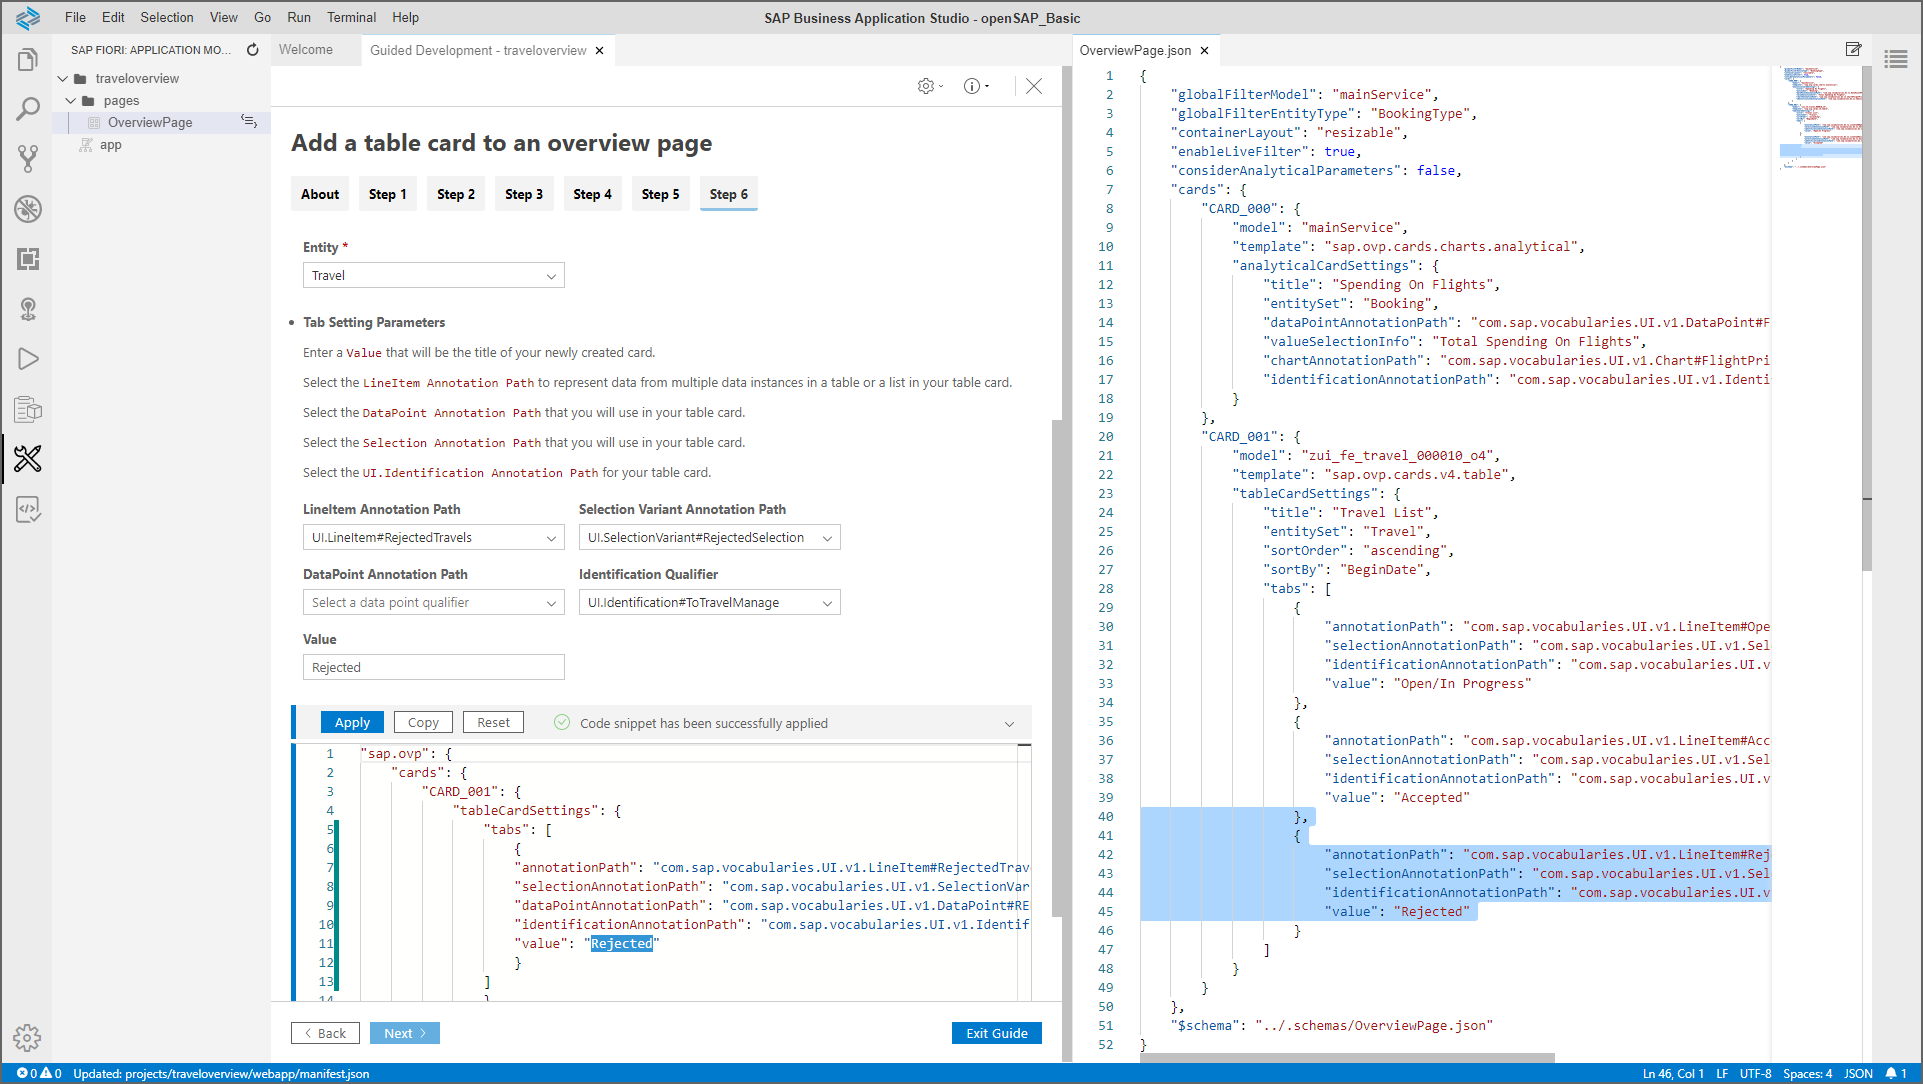 File Edit Selection View Go Run Terminal Help
SAP Business Application Studio - openSAP_Basic
SAP FIORI: APPLICATION MO...
traveloverview
pages
OverviewPage
app
Welcome
Guided Development - traveloverview
Add a table card to an overview page
About Step 1 Step 2 Step 3 Step 4 Step 5 Step 6
Entity *
Travel
Tab Setting Parameters
Enter a Value that will be the title of your newly created card.
Select the LineItem Annotation Path to represent data from multiple data instances in a table or a list in your table card.
Select the DataPoint Annotation Path that you will use in your table card.
Select the Selection Annotation Path that you will use in your table card.
Select the UI.Identification Annotation Path for your table card.
LineItem Annotation Path Selection Variant Annotation Path
UI.LineItem#RejectedTravels UI.SelectionVariant#RejectedSelection
DataPoint Annotation Path Identification Qualifier
Select a data point qualifier UI.Identification#ToTravelManage
Value
Rejected
Apply Copy Reset Code snippet has been successfully applied
1 "sap.ovp": {
2 "cards": {
3 "CARD_001": {
4 "tableCardSettings": {
5 "tabs": [
6 {
7 "annotationPath": "com.sap.vocabularies.UI.v1.LineItem#RejectedTrav
8 "selectionAnnotationPath": "com.sap.vocabularies.UI.v1.SelectionVar
9 "dataPointAnnotationPath": "com.sap.vocabularies.UI.v1.DataPoint#RE
10 "identificationAnnotationPath": "com.sap.vocabularies.UI.v1.Identif
11 "value": "Rejected"
12 }
13 ]
14 }
Back Next Exit Guide
OverviewPage.json
1 {
2 "globalFilterModel": "mainService",
3 "globalFilterEntityType": "BookingType",
4 "containerLayout": "resizable",
5 "enableLiveFilter": true,
6 "considerAnalyticalParameters": false,
7 "cards": {
8 "CARD_000": {
9 "model": "mainService",
10 "template": "sap.ovp.cards.charts.analytical",
11 "analyticalCardSettings": {
12 "title": "Spending On Flights",
13 "entitySet": "Booking",
14 "dataPointAnnotationPath": "com.sap.vocabularies.UI.v1.DataPoint#F
15 "valueSelectionInfo": "Total Spending On Flights",
16 "chartAnnotationPath": "com.sap.vocabularies.UI.v1.Chart#FlightPri
17 "identificationAnnotationPath": "com.sap.vocabularies.UI.v1.Identi
18 }
19 },
20 "CARD_001": {
21 "model": "zui_fe_travel_000010_o4",
22 "template": "sap.ovp.cards.v4.table",
23 "tableCardSettings": {
24 "title": "Travel List",
25 "entitySet": "Travel",
26 "sortOrder": "ascending",
27 "sortBy": "BeginDate",
28 "tabs": [
29 {
30 "annotationPath": "com.sap.vocabularies.UI.v1.LineItem#Ope
31 "selectionAnnotationPath": "com.sap.vocabularies.UI.v1.Sel
32 "identificationAnnotationPath": "com.sap.vocabularies.UI.v
33 "value": "Open/In Progress"
34 },
35 {
36 "annotationPath": "com.sap.vocabularies.UI.v1.LineItem#Acc
37 "selectionAnnotationPath": "com.sap.vocabularies.UI.v1.Sel
38 "identificationAnnotationPath": "com.sap.vocabularies.UI.v
39 "value": "Accepted"
40 },
41 {
42 "annotationPath": "com.sap.vocabularies.UI.v1.LineItem#Rej
43 "selectionAnnotationPath": "com.sap.vocabularies.UI.v1.Sel
44 "identificationAnnotationPath": "com.sap.vocabularies.UI.v
45 "value": "Rejected"
46 }
47 ]
48 }
49 }
50 },
51 "$schema": "../.schemas/OverviewPage.json"
52 }
0 0 Updated: projects/traveloverview/webapp/manifest.json
Ln 46, Col 1 LF UTF-8 Spaces: 4 JSON 1